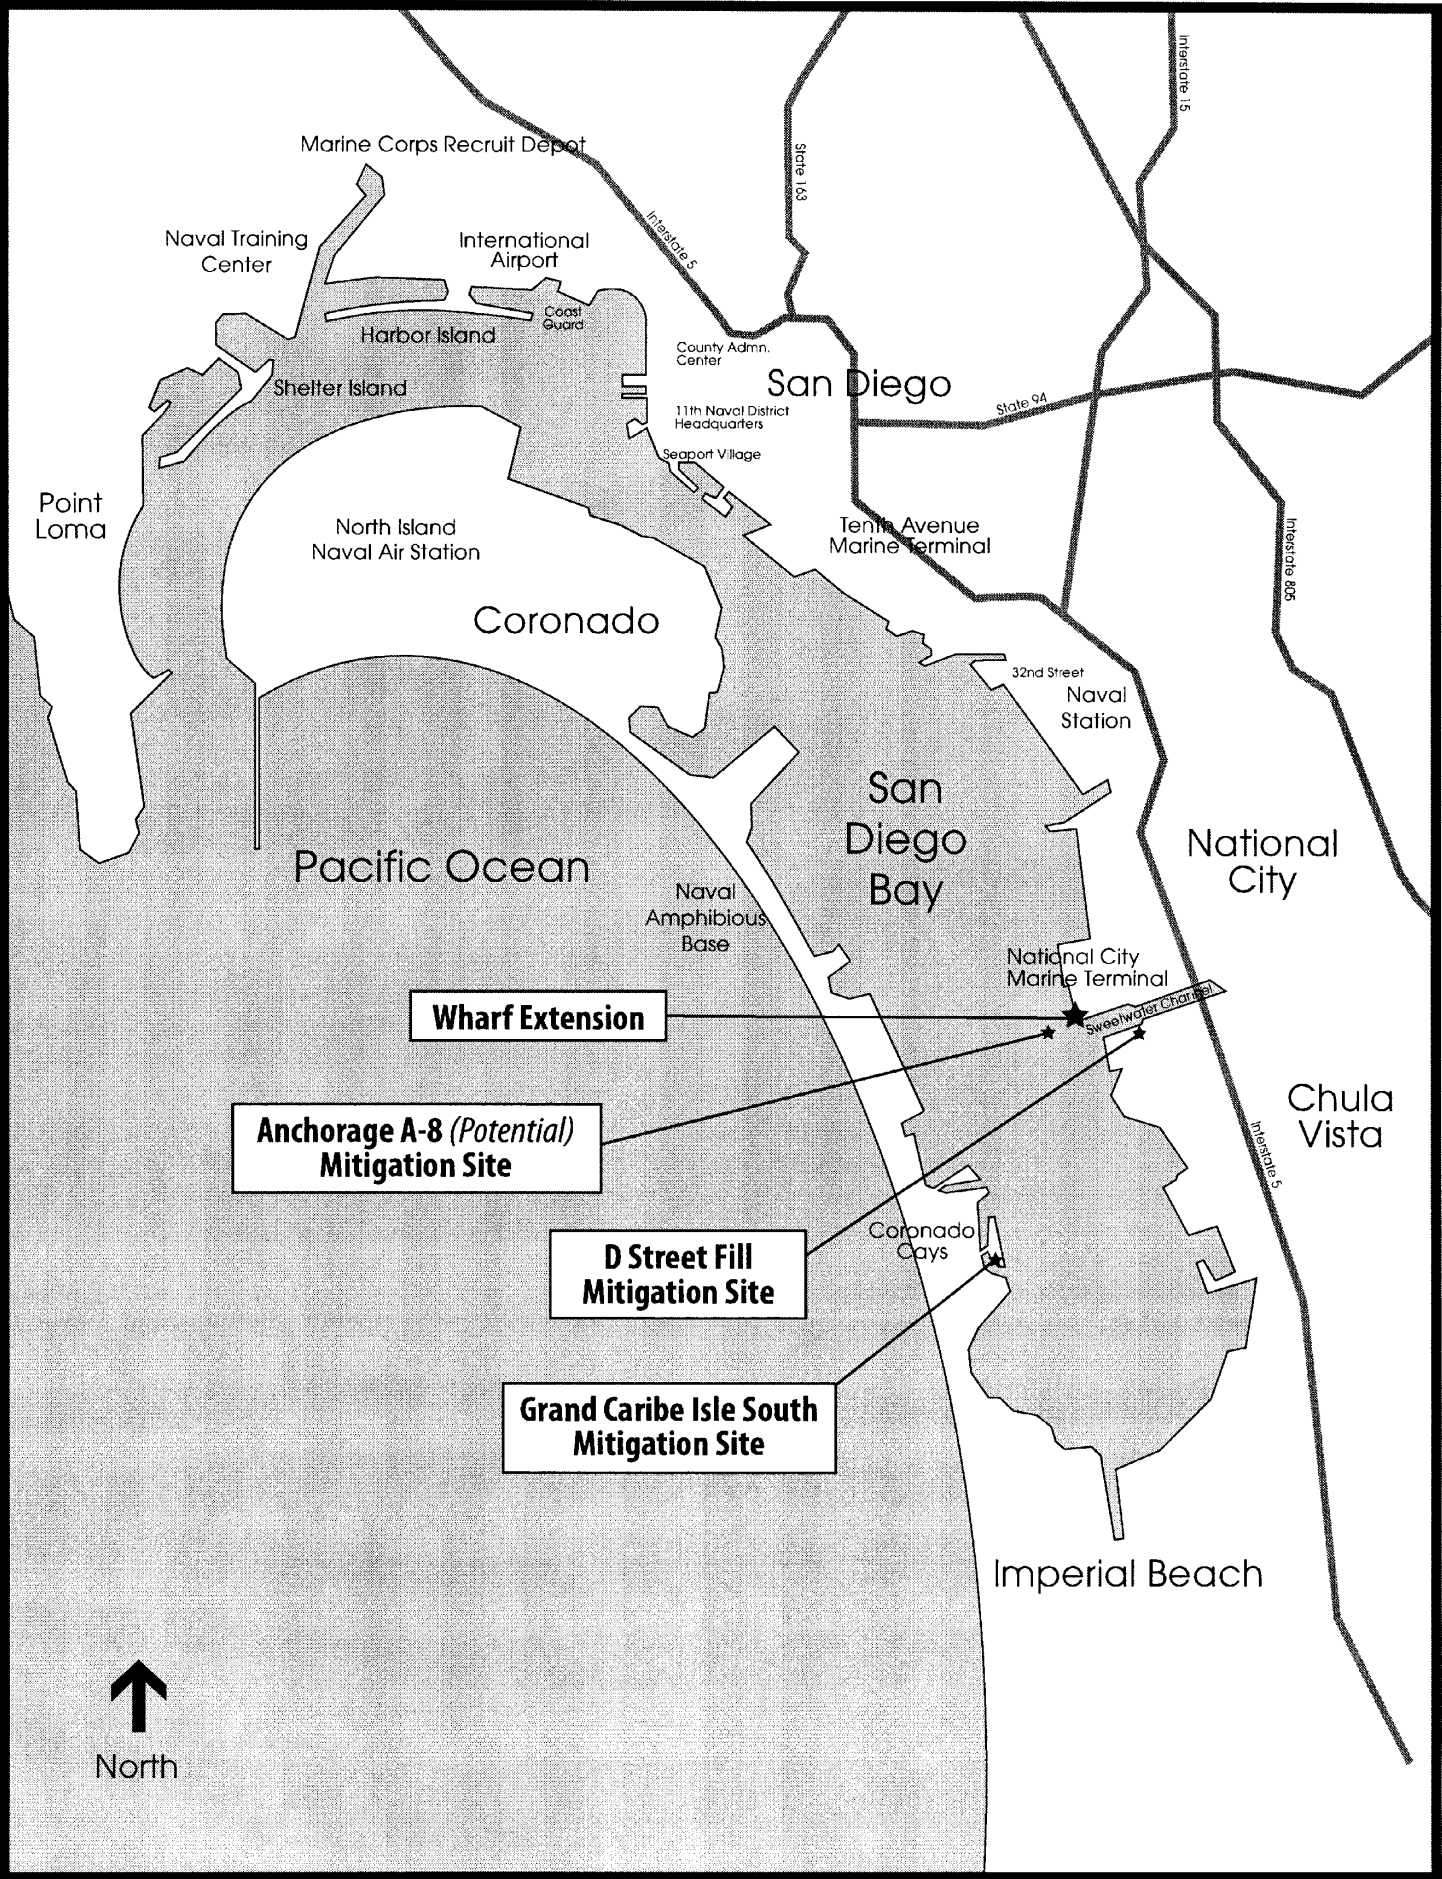 Interstate 15
Marine Corps Recruit Depot
State 163
Naval Training
Center
International
Airport
Interstate 5
Coast
Guard
Harbor Island
County Admn.
Center
San Diego
Shelter Island
State 94
11th Naval District
Headquarters
Seaport Village
Point
Loma
North Island
Naval Air Station
Tenth Avenue
Marine Terminal
Interstate 805
Coronado
32nd Street
Naval
Station
San
Diego
Bay
National
City
Pacific Ocean
Naval
Amphibious
Base
National City
Marine Terminal
Sweetwater Channel
Wharf Extension
Anchorage A-8 (Potential)
Mitigation Site
Chula
Vista
Interstate 5
Coronado
Cays
D Street Fill
Mitigation Site
Grand Caribe Isle South
Mitigation Site
Imperial Beach
North